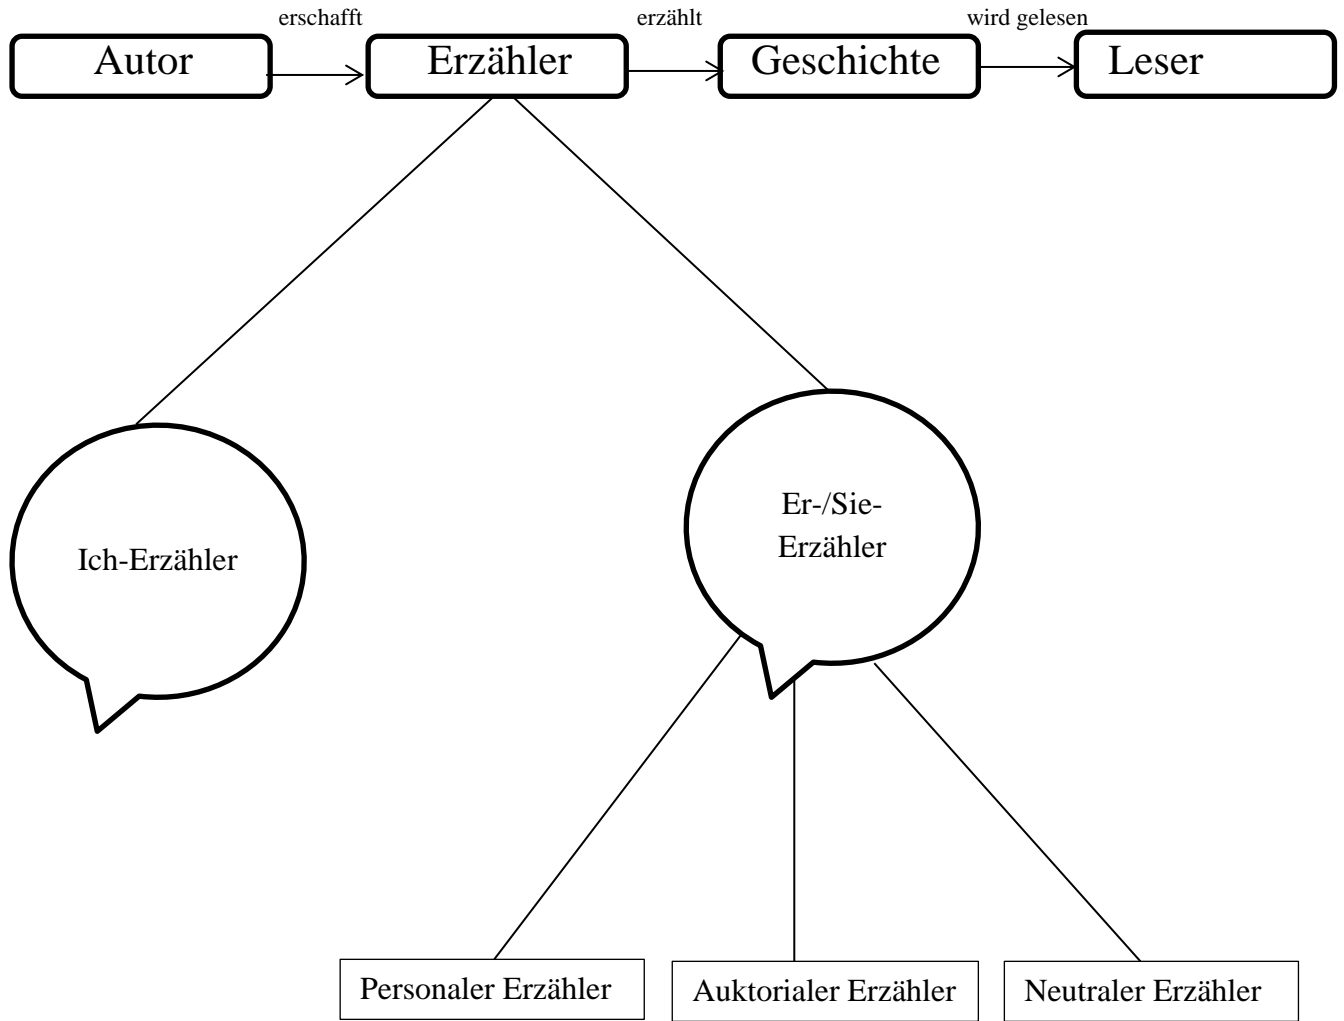 erschafft
erzählt
wird gelesen
Autor
Erzähler
Geschichte
Leser
Ich-Erzähler
Er-/Sie-
Erzähler
Personaler Erzähler
Auktorialer Erzähler
Neutraler Erzähler